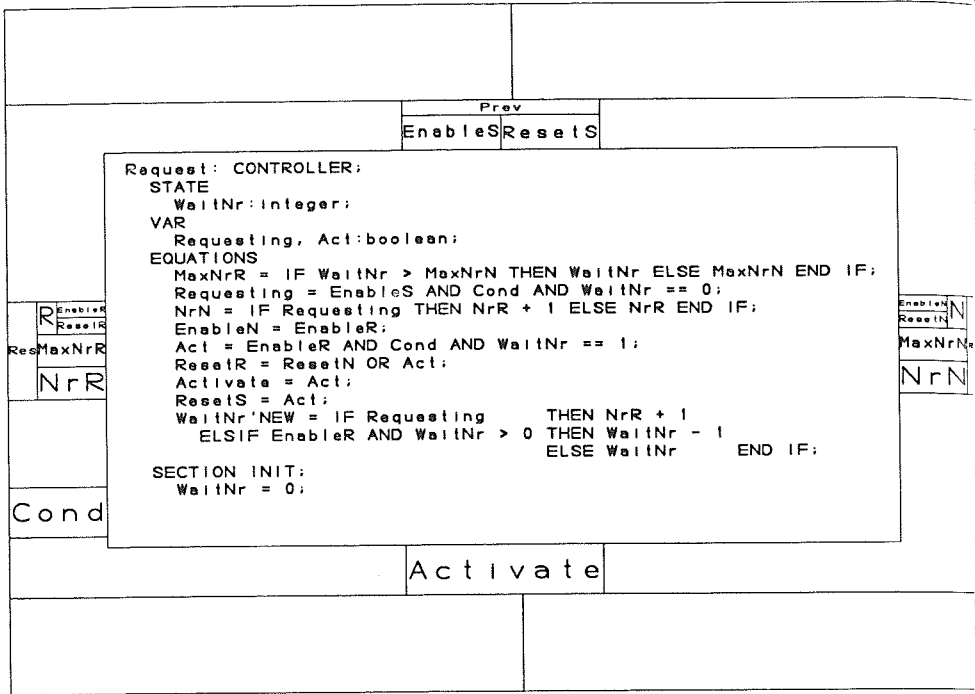 Prev
EnableS ResetS
Request: CONTROLLER;
STATE
WaitNr:integer;
VAR
Requesting, Act:boolean;
EQUATIONS
MaxNrR = IF WaitNr > MaxNrN THEN WaitNr ELSE MaxNrN END IF;
Requesting = EnableS AND Cond AND WaitNr == 0;
NrN = IF Requesting THEN NrR + 1 ELSE NrR END IF;
EnableN = EnableR;
Act = EnableR AND Cond AND WaitNr == 1;
ResetR = ResetN OR Act;
Activate = Act;
ResetS = Act;
WaitNr'NEW = IF Requesting THEN NrR + 1
ELSIF EnableR AND WaitNr > 0 THEN WaitNr - 1
ELSE WaitNr END IF;
SECTION INIT;
WaitNr = 0;
R EnableR
ResetR
Res MaxNrR
NrR
EnableN N
ResetN
MaxNrN
NrN
Cond
Activate